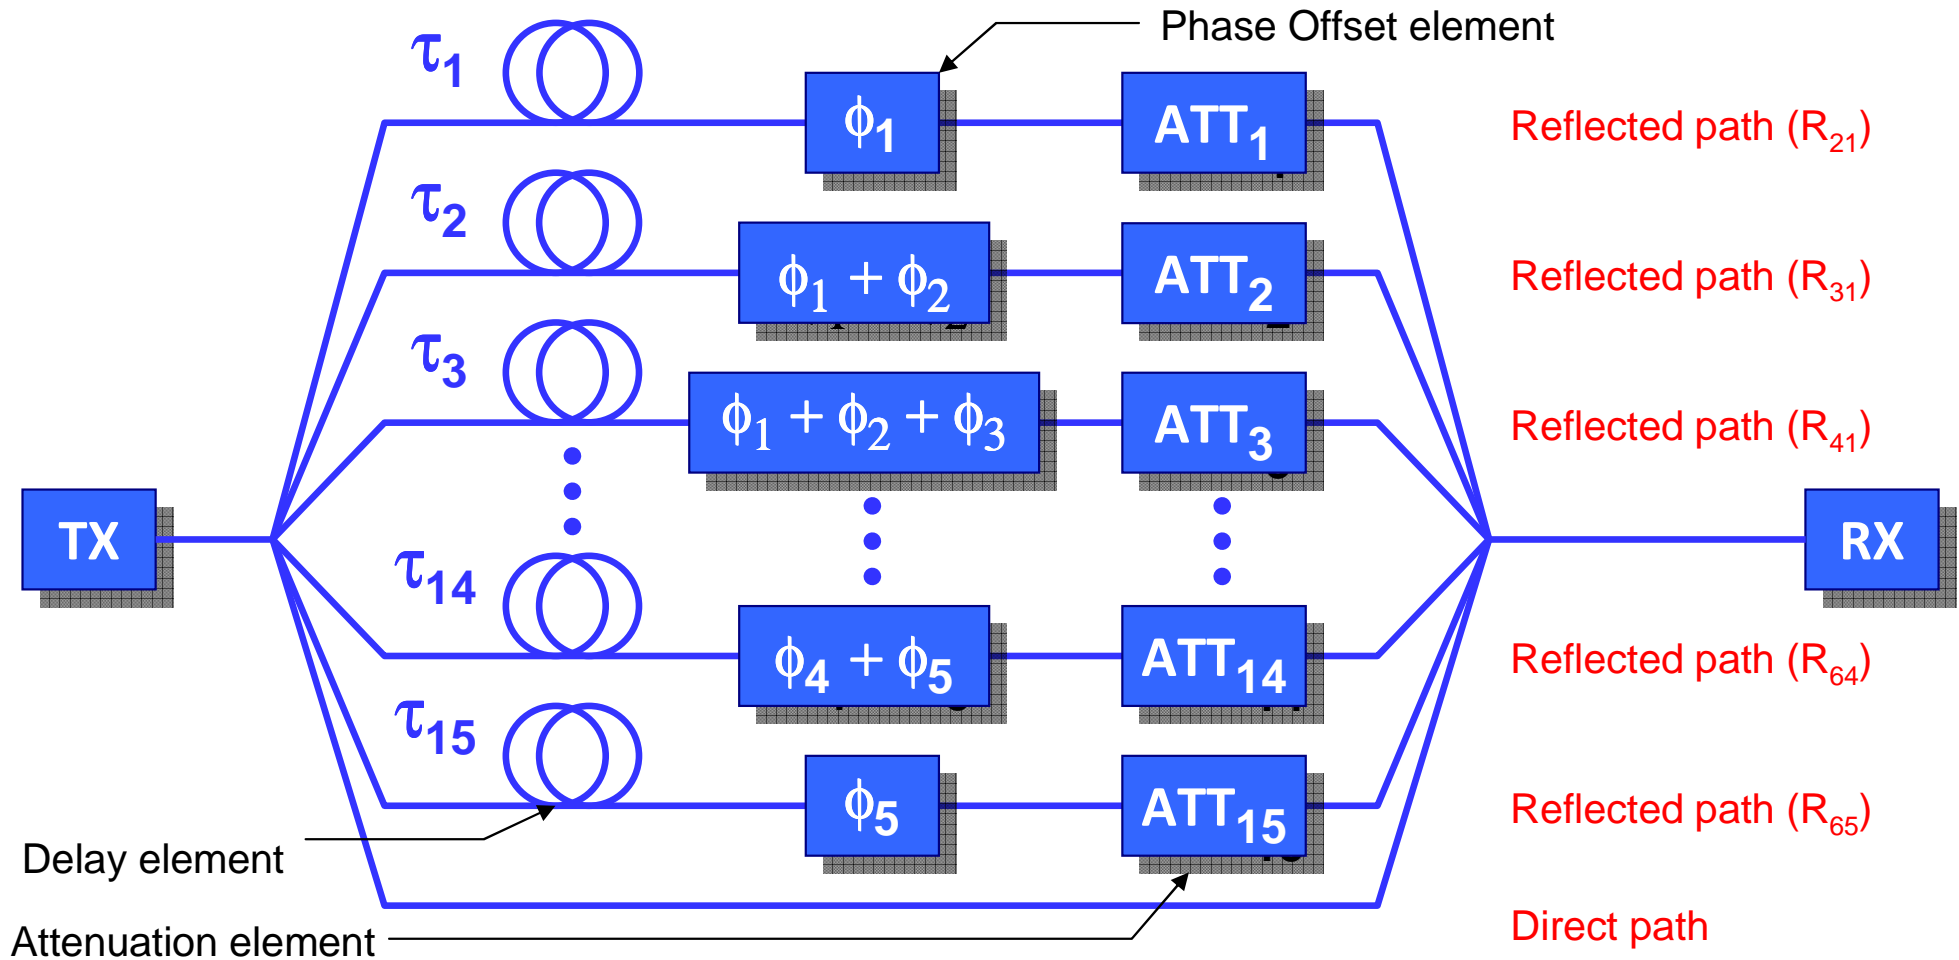 Phase Offset element
τ1
ϕ1
ATT1
Reflected path (R21)
τ2
ϕ1 + ϕ2
ATT2
Reflected path (R31)
τ3
ϕ1 + ϕ2 + ϕ3
ATT3
Reflected path (R41)
TX
RX
τ14
ϕ4 + ϕ5
ATT14
Reflected path (R64)
τ15
ϕ5
ATT15
Reflected path (R65)
Delay element
Direct path
Attenuation element